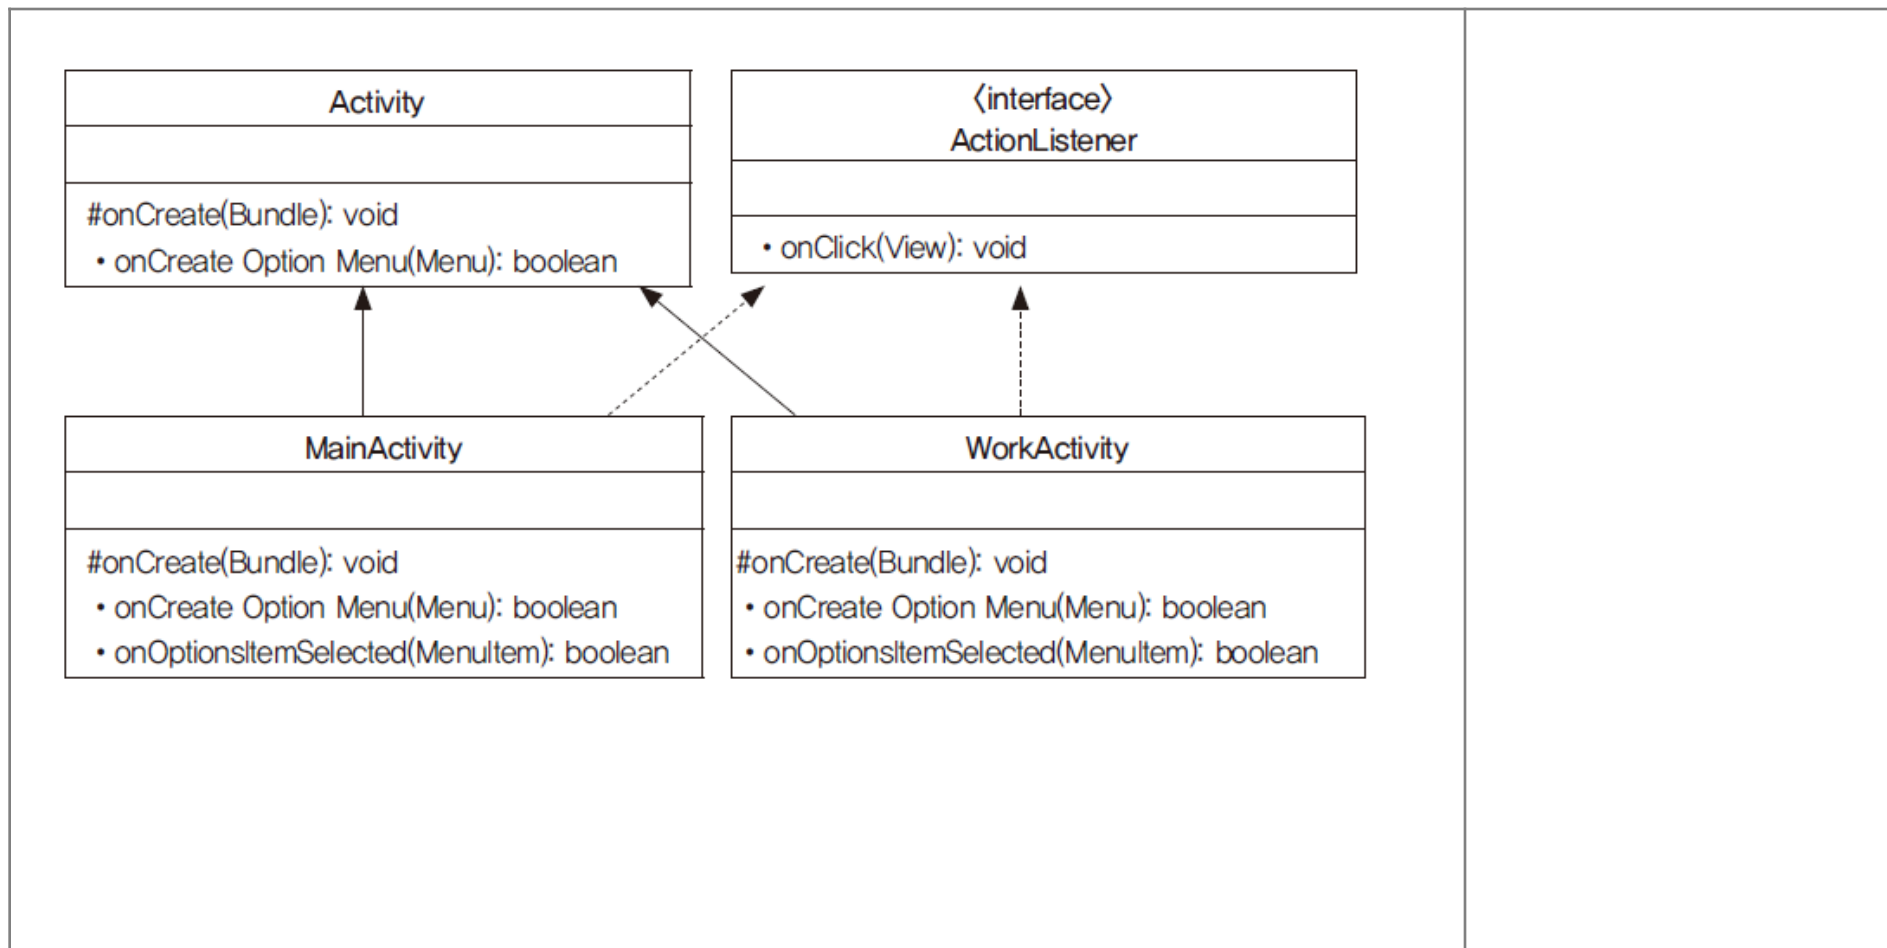 Activity
#onCreate(Bundle): void
• onCreate Option Menu(Menu): boolean
〈interface〉
ActionListener
• onClick(View): void
MainActivity
#onCreate(Bundle): void
• onCreate Option Menu(Menu): boolean
• onOptionsItemSelected(MenuItem): boolean
WorkActivity
#onCreate(Bundle): void
• onCreate Option Menu(Menu): boolean
• onOptionsItemSelected(MenuItem): boolean